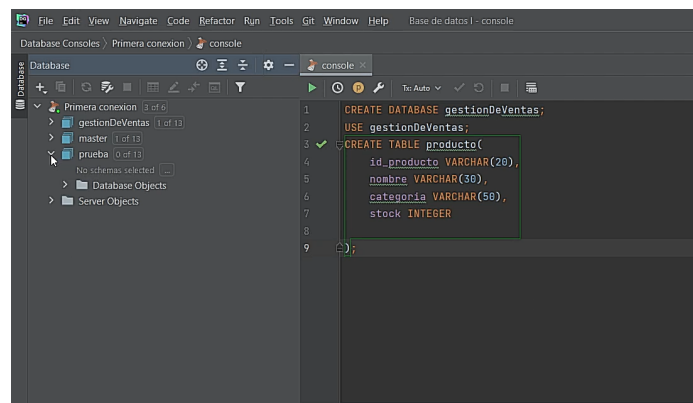 File Edit View Navigate Code Refactor Run Tools Git Window Help Base de datos I - console
Database Consoles Primera conexion console
Database
Database
console
Tx: Auto
Primera conexion 3 of 6
gestionDeVentas 1 of 13
master 1 of 13
prueba 0 of 13
No schemas selected ...
Database Objects
Server Objects
1 CREATE DATABASE gestionDeVentas;
2 USE gestionDeVentas;
3 CREATE TABLE producto(
4 id_producto VARCHAR(20),
5 nombre VARCHAR(30),
6 categoria VARCHAR(50),
7 stock INTEGER
8
9 );